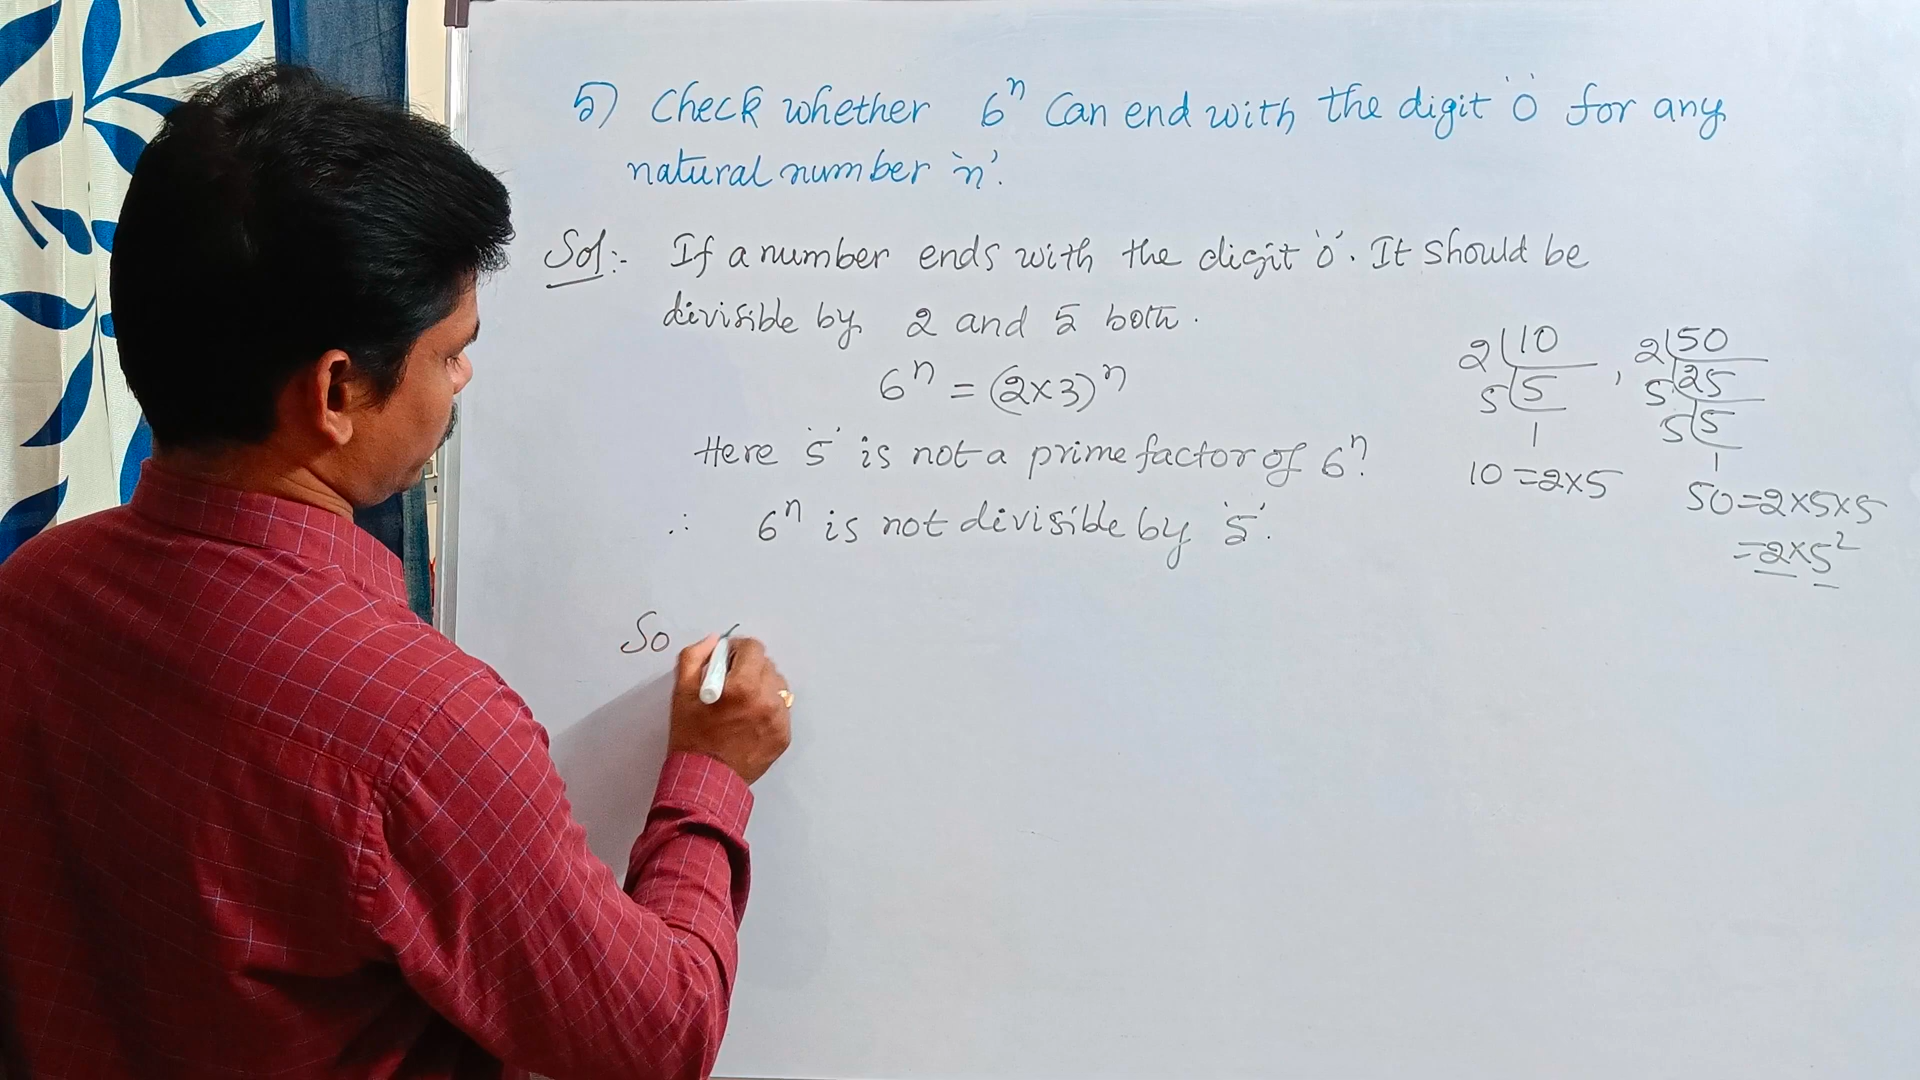 5) Check whether 6ⁿ Can end with the digit '0' for any
natural number 'n'.
Sol:- If a number ends with the digit '0'. It should be
divisible by 2 and 5 both.
6ⁿ = (2×3)ⁿ
Here '5' is not a prime factor of 6ⁿ.
∴ 6ⁿ is not divisible by '5'.
So
2 10
5 5
1
10 = 2×5
,
2 50
5 25
5 5
1
50 = 2×5×5
= 2×5²